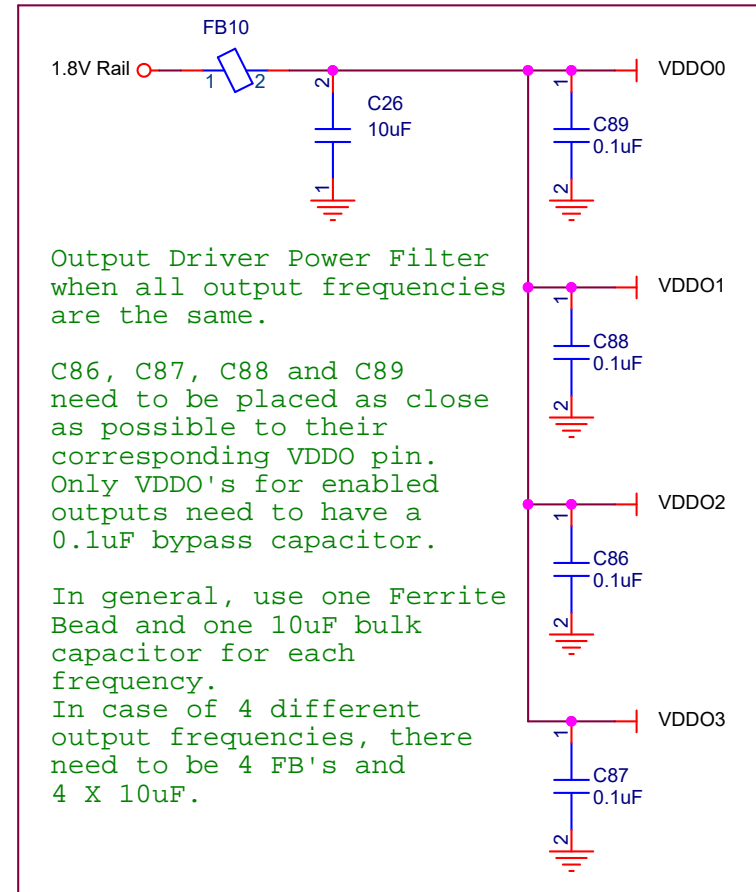 FB10
1.8V Rail
1
2
VDDO0
2
C26
10uF
1
1
C89
0.1uF
2
Output Driver Power Filter
when all output frequencies
are the same.
VDDO1
1
C88
0.1uF
2
C86, C87, C88 and C89
need to be placed as close
as possible to their
corresponding VDDO pin.
Only VDDO's for enabled
outputs need to have a
0.1uF bypass capacitor.
VDDO2
1
C86
0.1uF
2
In general, use one Ferrite
Bead and one 10uF bulk
capacitor for each
frequency.
In case of 4 different
output frequencies, there
need to be 4 FB's and
4 X 10uF.
VDDO3
1
C87
0.1uF
2